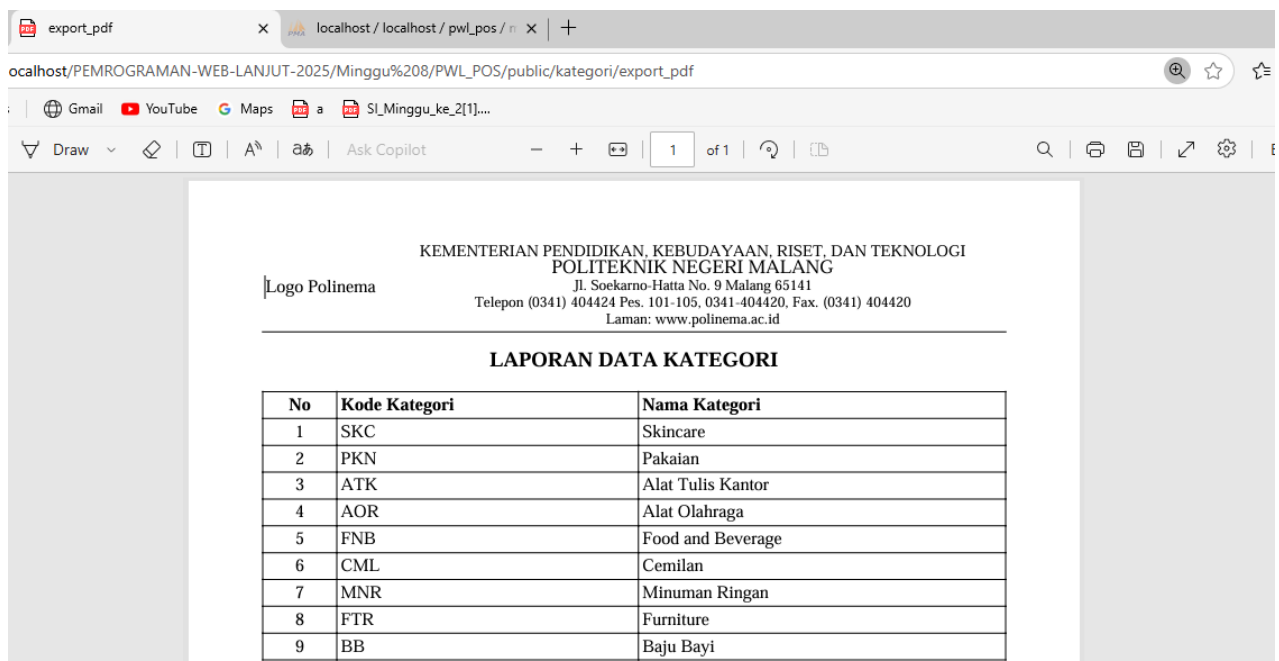 export_pdf
localhost / localhost / pwl_pos /
ocalhost/PEMROGRAMAN-WEB-LANJUT-2025/Minggu%208/PWL_POS/public/kategori/export_pdf
Gmail YouTube G Maps PDF a PDF SI_Minggu_ke_2[1]....
Draw T A aあ Ask Copilot 1 of 1
KEMENTERIAN PENDIDIKAN, KEBUDAYAAN, RISET, DAN TEKNOLOGI
POLITEKNIK NEGERI MALANG
Logo Polinema
Jl. Soekarno-Hatta No. 9 Malang 65141
Telepon (0341) 404424 Pes. 101-105, 0341-404420, Fax. (0341) 404420
Laman: www.polinema.ac.id
LAPORAN DATA KATEGORI
No Kode Kategori Nama Kategori
1 SKC Skincare
2 PKN Pakaian
3 ATK Alat Tulis Kantor
4 AOR Alat Olahraga
5 FNB Food and Beverage
6 CML Cemilan
7 MNR Minuman Ringan
8 FTR Furniture
9 BB Baju Bayi